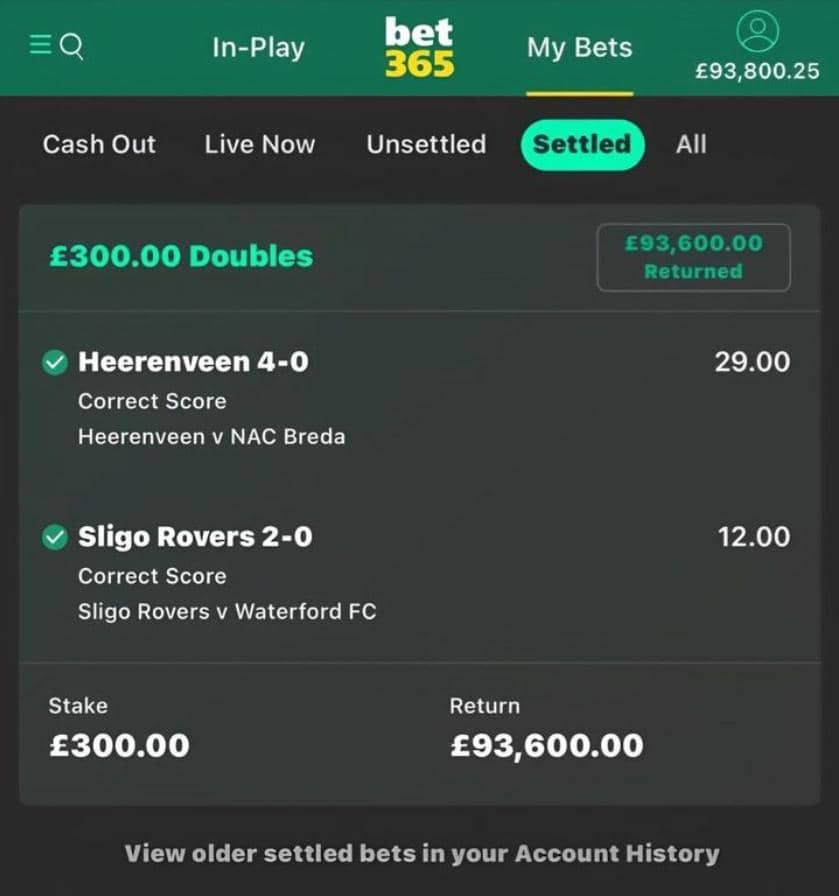 In-Play
bet
365
My Bets
£93,800.25
Cash Out Live Now Unsettled Settled All
£300.00 Doubles
£93,600.00
Returned
Heerenveen 4-0 29.00
Correct Score
Heerenveen v NAC Breda
Sligo Rovers 2-0 12.00
Correct Score
Sligo Rovers v Waterford FC
Stake Return
£300.00 £93,600.00
View older settled bets in your Account History